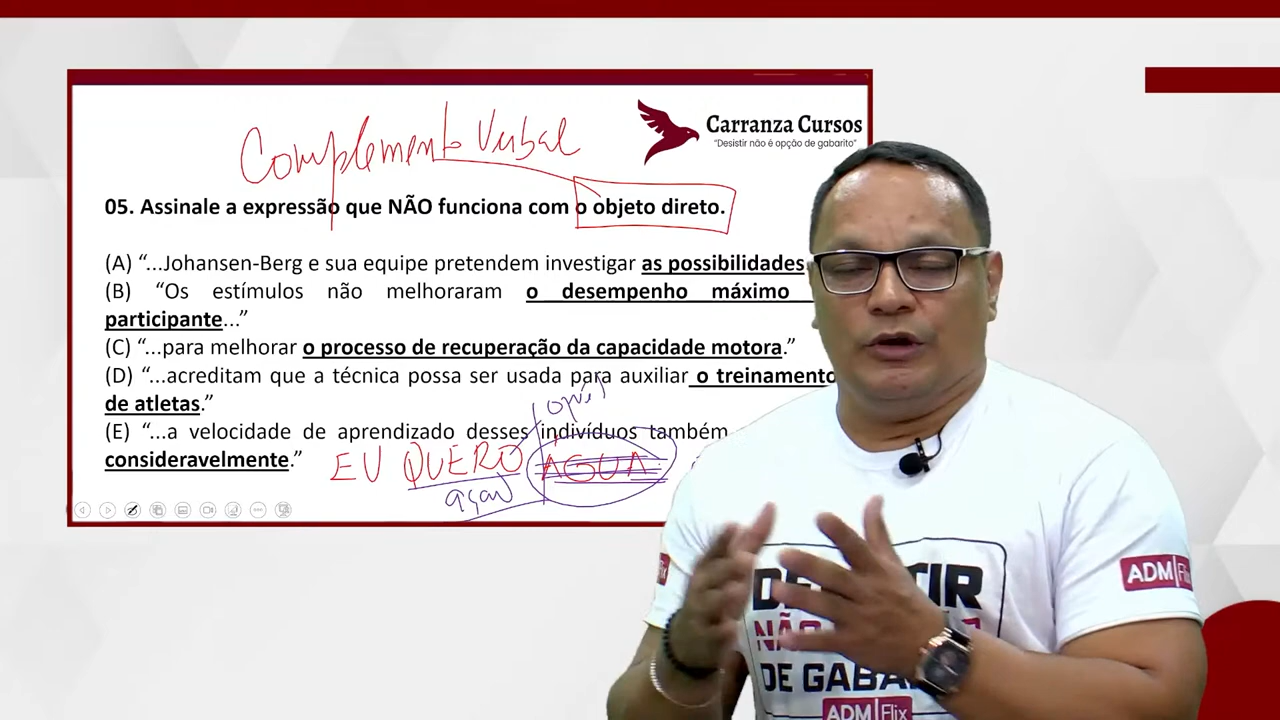 Complemento Verbal
Carranza Cursos
"Desistir não é opção de gabarito"
05. Assinale a expressão que NÃO funciona com o objeto direto.
(A) “...Johansen-Berg e sua equipe pretendem investigar as possibilidades
(B) “Os estímulos não melhoraram o desempenho máximo
participante...”
(C) “...para melhorar o processo de recuperação da capacidade motora.”
(D) “...acreditam que a técnica possa ser usada para auxiliar o treinamento
de atletas.”
(E) “...a velocidade de aprendizado desses indivíduos também
consideravelmente.”
EU QUERO ÁGUA
ação
NÃO
DE
ADM|Flix
ADM|Flix